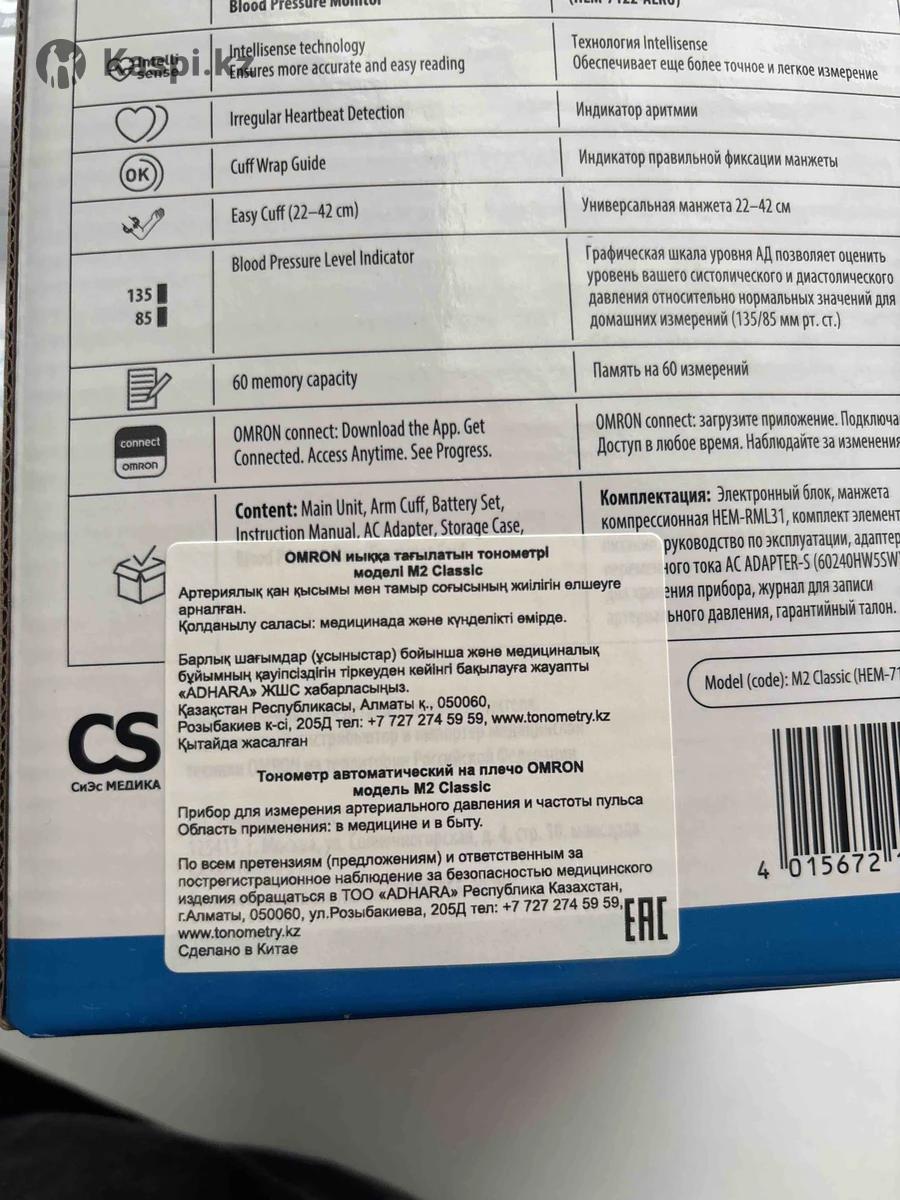 Blood Pressure Monitor
(HEM-7122-ALRU)
Kaspi.kz
Intelli sense
Intellisense technology
Ensures more accurate and easy reading
Технология Intellisense
Обеспечивает еще более точное и легкое измерение
Irregular Heartbeat Detection
Индикатор аритмии
OK
Cuff Wrap Guide
Индикатор правильной фиксации манжеты
Easy Cuff (22–42 cm)
Универсальная манжета 22–42 см
135
85
Blood Pressure Level Indicator
Графическая шкала уровня АД позволяет оценить
уровень вашего систолического и диастолического
давления относительно нормальных значений для
домашних измерений (135/85 мм рт. ст.)
60 memory capacity
Память на 60 измерений
connect
OMRON
OMRON connect: Download the App. Get
Connected. Access Anytime. See Progress.
OMRON connect: загрузите приложение. Подключа
Доступ в любое время. Наблюдайте за изменения
Content: Main Unit, Arm Cuff, Battery Set,
Instruction Manual, AC Adapter, Storage Case,
Комплектация: Электронный блок, манжета
компрессионная HEM-RML31, комплект элемент
руководство по эксплуатации, адаптер
ного тока AC ADAPTER-S (60240HW5SW
ения прибора, журнал для записи
ьного давления, гарантийный талон.
Model (code): M2 Classic (HEM-71
CS
СиЭс МЕДИКА
OMRON иыққа тағылатын тонометрі
моделі M2 Classic
Артериялық қан қысымы мен тамыр соғысының жиілігін өлшеуге
арналған.
Қолданылу саласы: медицинада және күнделікті өмірде.
Барлық шағымдар (ұсыныстар) бойынша және медициналық
бұйымның қауіпсіздігін тіркеуден кейінгі бақылауға жауапты
«ADHARA» ЖШС хабарласыңыз.
Қазақстан Республикасы, Алматы қ., 050060,
Розыбакиев к-сі, 205Д тел: +7 727 274 59 59, www.tonometry.kz
Қытайда жасалған
Тонометр автоматический на плечо OMRON
модель M2 Classic
Прибор для измерения артериального давления и частоты пульса
Область применения: в медицине и в быту.
По всем претензиям (предложениям) и ответственным за
пострегистрационное наблюдение за безопасностью медицинского
изделия обращаться в ТОО «ADHARA» Республика Казахстан,
г.Алматы, 050060, ул.Розыбакиева, 205Д тел: +7 727 274 59 59,
www.tonometry.kz
Сделано в Китае
EAC
4 015672